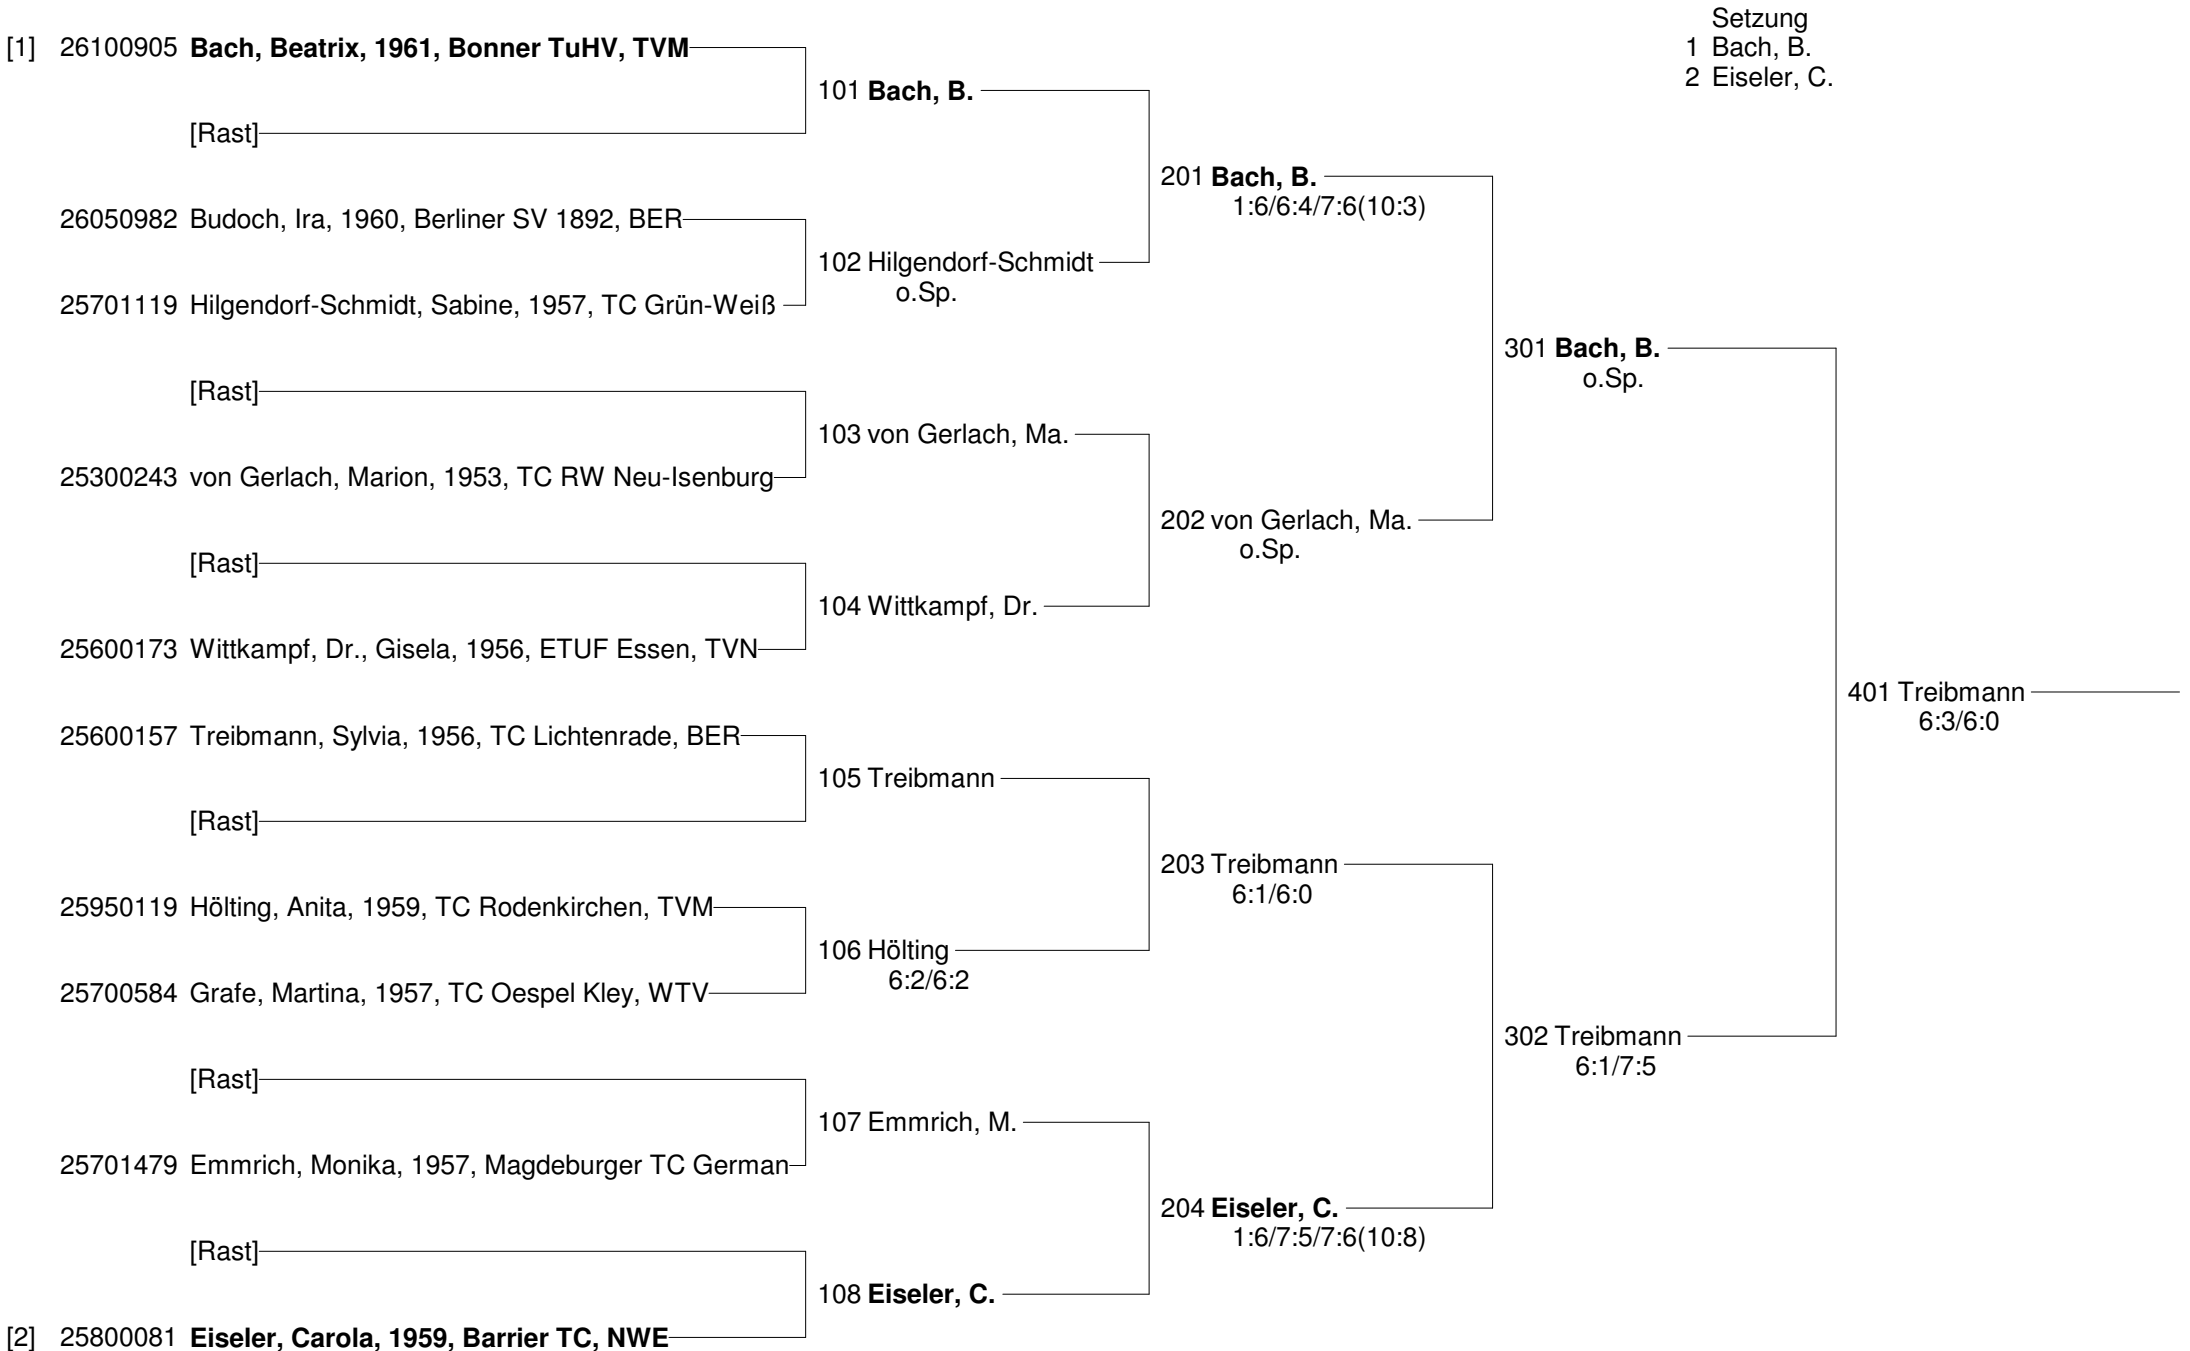 Setzung
1 Bach, B.
2 Eiseler, C.
[1] 26100905 Bach, Beatrix, 1961, Bonner TuHV, TVM
101 Bach, B.
[Rast]
201 Bach, B.
1:6/6:4/7:6(10:3)
26050982 Budoch, Ira, 1960, Berliner SV 1892, BER
102 Hilgendorf-Schmidt
o.Sp.
25701119 Hilgendorf-Schmidt, Sabine, 1957, TC Grün-Weiß
301 Bach, B.
o.Sp.
[Rast]
103 von Gerlach, Ma.
25300243 von Gerlach, Marion, 1953, TC RW Neu-Isenburg
202 von Gerlach, Ma.
o.Sp.
[Rast]
104 Wittkampf, Dr.
25600173 Wittkampf, Dr., Gisela, 1956, ETUF Essen, TVN
401 Treibmann
6:3/6:0
25600157 Treibmann, Sylvia, 1956, TC Lichtenrade, BER
105 Treibmann
[Rast]
203 Treibmann
6:1/6:0
25950119 Hölting, Anita, 1959, TC Rodenkirchen, TVM
106 Hölting
6:2/6:2
25700584 Grafe, Martina, 1957, TC Oespel Kley, WTV
302 Treibmann
6:1/7:5
[Rast]
107 Emmrich, M.
25701479 Emmrich, Monika, 1957, Magdeburger TC German
204 Eiseler, C.
1:6/7:5/7:6(10:8)
[Rast]
108 Eiseler, C.
[2] 25800081 Eiseler, Carola, 1959, Barrier TC, NWE